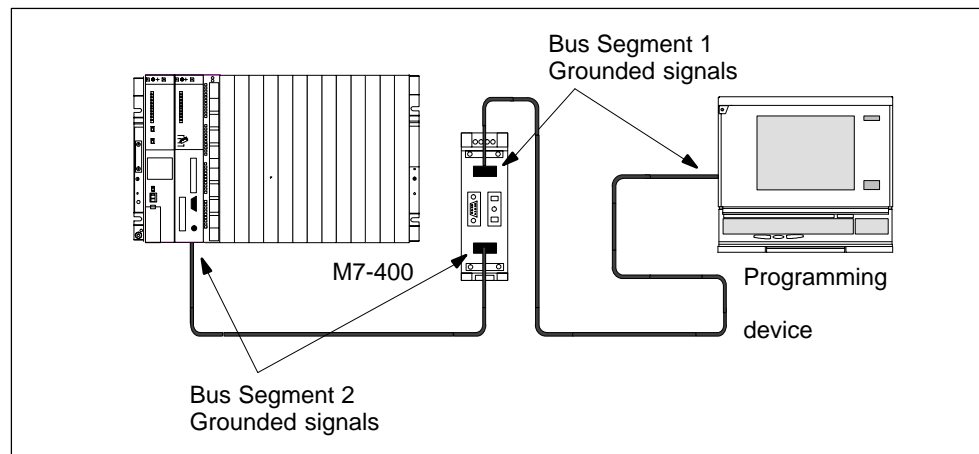 Bus Segment 1
Grounded signals
M7-400
Programming
device
Bus Segment 2
Grounded signals